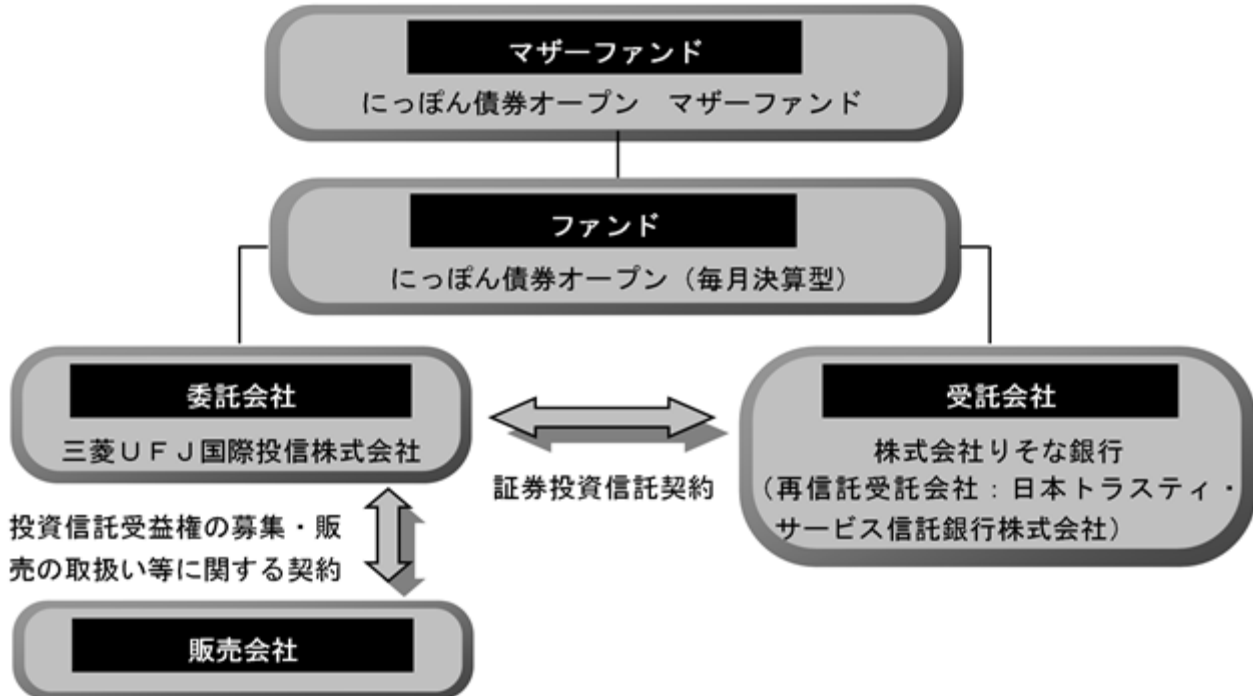 マザーファンド
にっぽん債券オープン　マザーファンド
ファンド
にっぽん債券オープン（毎月決算型）
委託会社
三菱ＵＦＪ国際投信株式会社
証券投資信託契約
受託会社
株式会社りそな銀行
（再信託受託会社：日本トラスティ・
サービス信託銀行株式会社）
投資信託受益権の募集・販
売の取扱い等に関する契約
販売会社